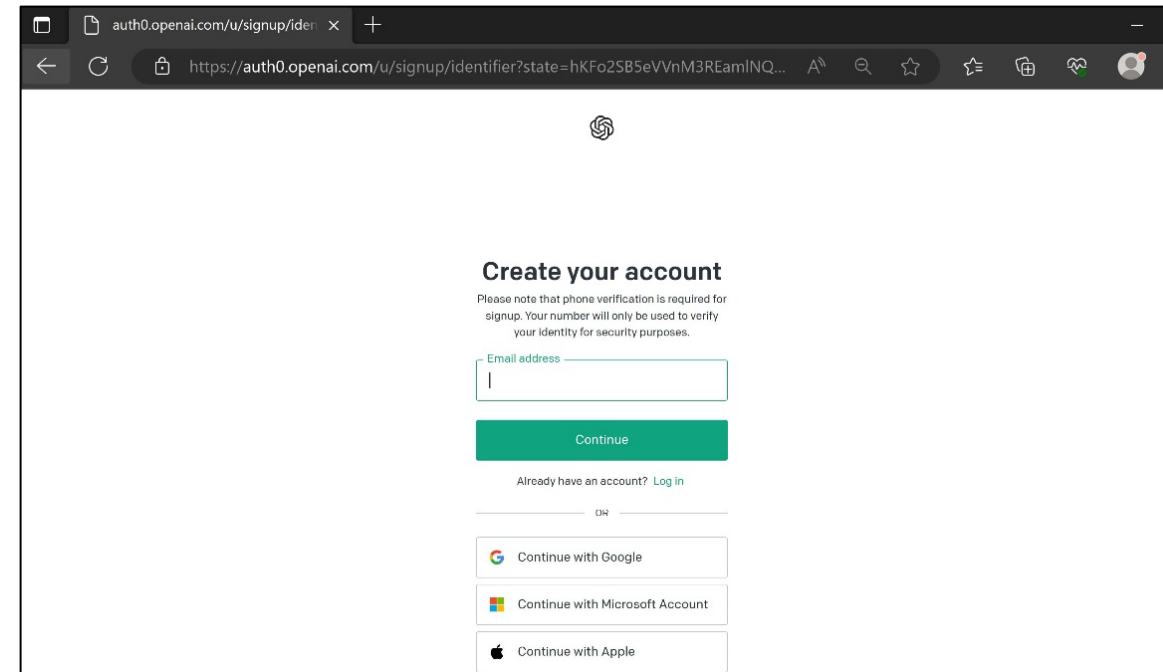 auth0.openai.com/u/signup/iden
https://auth0.openai.com/u/signup/identifier?state=hKFo2SB5eVVnM3REamlNQ...
Create your account
Please note that phone verification is required for
signup. Your number will only be used to verify
your identity for security purposes.
Email address
Continue
Already have an account? Log in
OR
Continue with Google
Continue with Microsoft Account
Continue with Apple